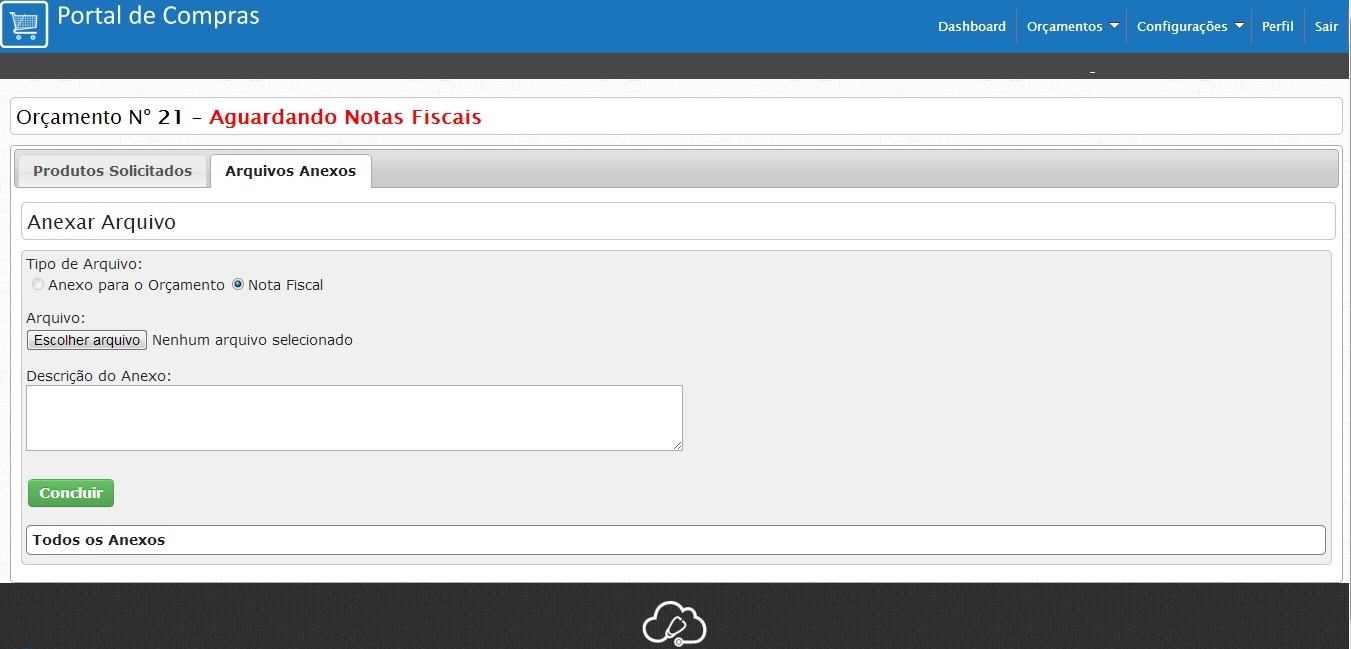 Portal de Compras
Dashboard Orçamentos Configurações Perfil Sair
-
Orçamento N° 21 - Aguardando Notas Fiscais
Produtos Solicitados Arquivos Anexos
Anexar Arquivo
Tipo de Arquivo:
Anexo para o Orçamento Nota Fiscal
Arquivo:
Escolher arquivo Nenhum arquivo selecionado
Descrição do Anexo:
Concluir
Todos os Anexos